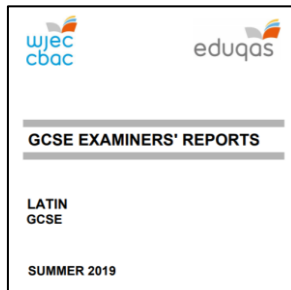 wjec
cbac
eduqas
GCSE EXAMINERS' REPORTS
LATIN
GCSE
SUMMER 2019